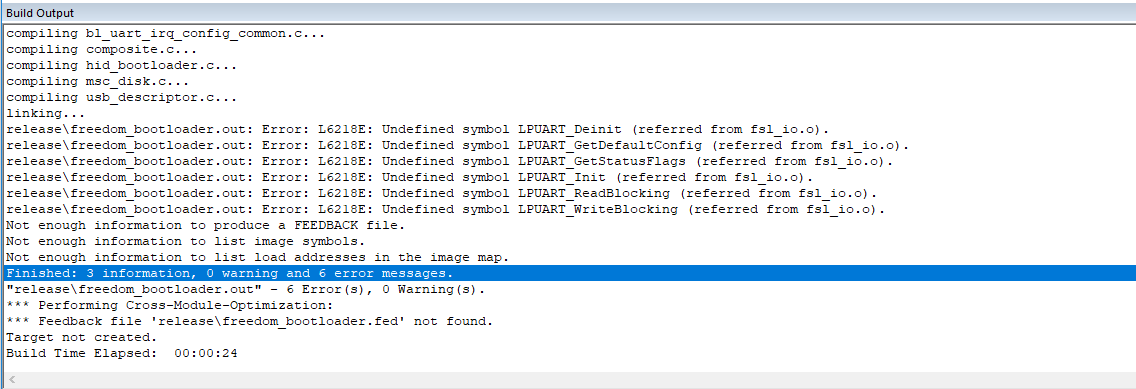 Build Output
compiling bl_uart_irq_config_common.c...
compiling composite.c...
compiling hid_bootloader.c...
compiling msc_disk.c...
compiling usb_descriptor.c...
linking...
release\freedom_bootloader.out: Error: L6218E: Undefined symbol LPUART_Deinit (referred from fsl_io.o).
release\freedom_bootloader.out: Error: L6218E: Undefined symbol LPUART_GetDefaultConfig (referred from fsl_io.o).
release\freedom_bootloader.out: Error: L6218E: Undefined symbol LPUART_GetStatusFlags (referred from fsl_io.o).
release\freedom_bootloader.out: Error: L6218E: Undefined symbol LPUART_Init (referred from fsl_io.o).
release\freedom_bootloader.out: Error: L6218E: Undefined symbol LPUART_ReadBlocking (referred from fsl_io.o).
release\freedom_bootloader.out: Error: L6218E: Undefined symbol LPUART_WriteBlocking (referred from fsl_io.o).
Not enough information to produce a FEEDBACK file.
Not enough information to list image symbols.
Not enough information to list load addresses in the image map.
Finished: 3 information, 0 warning and 6 error messages.
"release\freedom_bootloader.out" - 6 Error(s), 0 Warning(s).
*** Performing Cross-Module-Optimization:
*** Feedback file 'release\freedom_bootloader.fed' not found.
Target not created.
Build Time Elapsed:  00:00:24